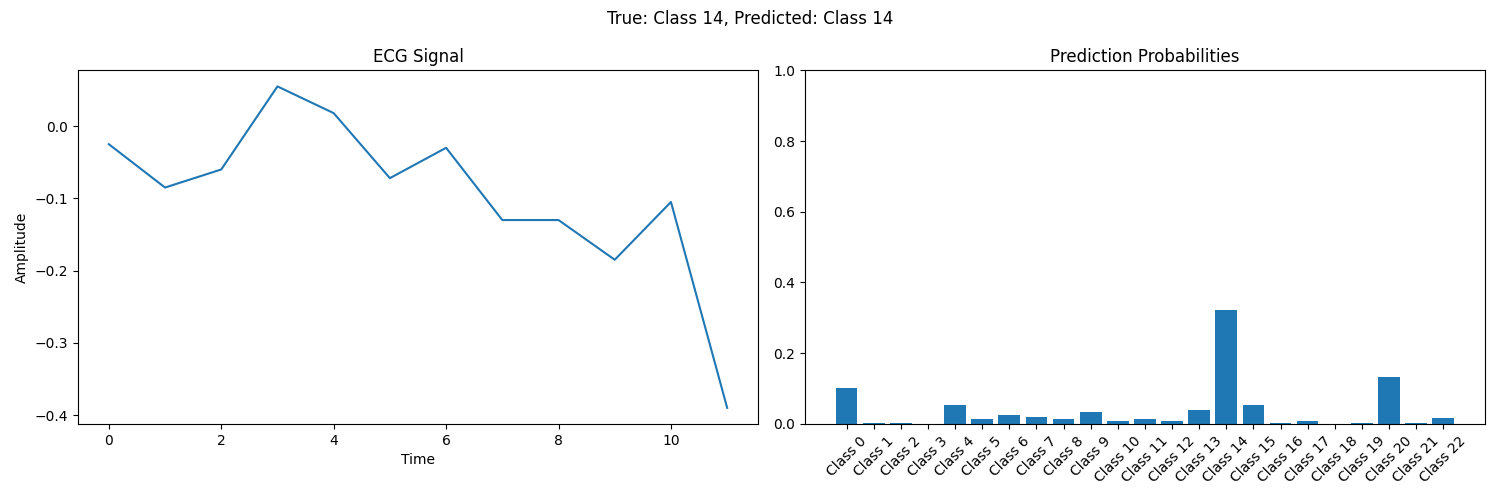 True: Class 14, Predicted: Class 14
ECG Signal
Amplitude
0.0
−0.1
−0.2
−0.3
−0.4
0 2 4 6 8 10
Time
Prediction Probabilities
1.0
0.8
0.6
0.4
0.2
0.0
Class 0
Class 1
Class 2
Class 3
Class 4
Class 5
Class 6
Class 7
Class 8
Class 9
Class 10
Class 11
Class 12
Class 13
Class 14
Class 15
Class 16
Class 17
Class 18
Class 19
Class 20
Class 21
Class 22